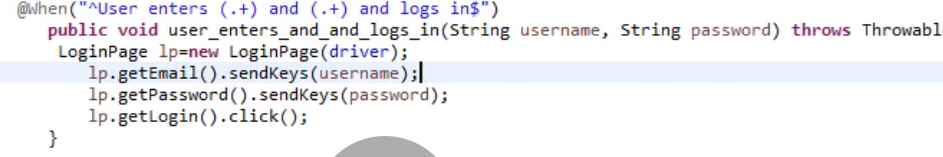 @When("^User enters (.+) and (.+) and logs in$")
public void user_enters_and_and_logs_in(String username, String password) throws
LoginPage lp=new LoginPage(driver);
lp.getEmail().sendKeys(username);
lp.getPassword().sendKeys(password);
lp.getLogin().click();
}